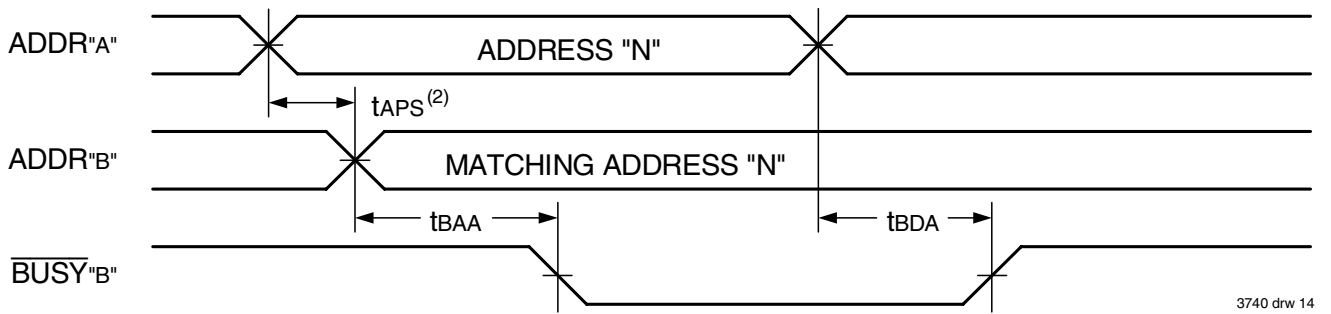 ADDR"A"
ADDRESS "N"
tAPS(2)
ADDR"B"
MATCHING ADDRESS "N"
tBAA
tBDA
BUSY"B"
3740 drw 14